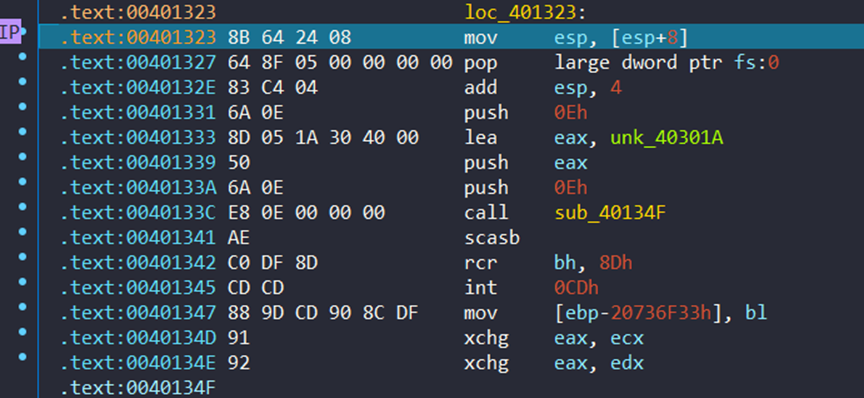 .text:00401323 loc_401323:
IP .text:00401323 8B 64 24 08 mov esp, [esp+8]
.text:00401327 64 8F 05 00 00 00 00 pop large dword ptr fs:0
.text:0040132E 83 C4 04 add esp, 4
.text:00401331 6A 0E push 0Eh
.text:00401333 8D 05 1A 30 40 00 lea eax, unk_40301A
.text:00401339 50 push eax
.text:0040133A 6A 0E push 0Eh
.text:0040133C E8 0E 00 00 00 call sub_40134F
.text:00401341 AE scasb
.text:00401342 C0 DF 8D rcr bh, 8Dh
.text:00401345 CD CD int 0CDh
.text:00401347 88 9D CD 90 8C DF mov [ebp-20736F33h], bl
.text:0040134D 91 xchg eax, ecx
.text:0040134E 92 xchg eax, edx
.text:0040134F